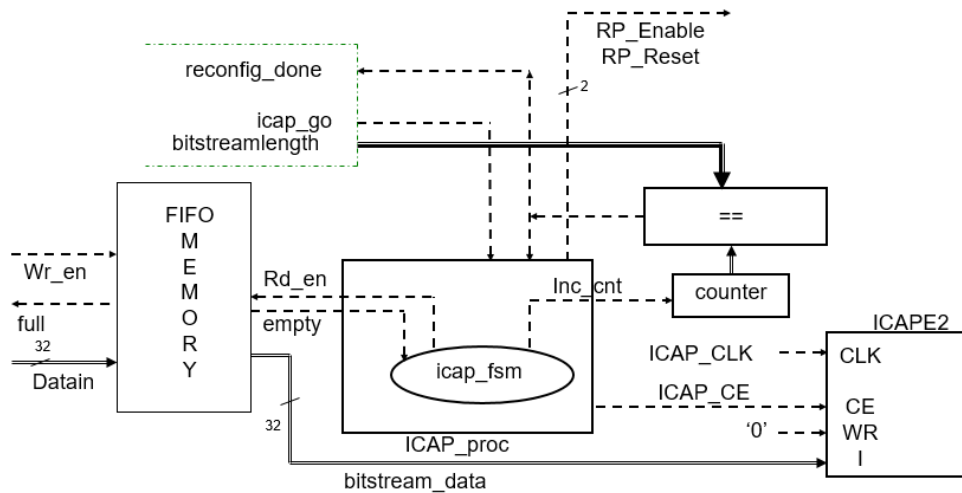 RP_Enable
RP_Reset
reconfig_done
2
icap_go
bitstreamlength
==
FIFO
M
E
M
O
R
Y
Wr_en
full
32
Datain
Rd_en
empty
Inc_cnt
counter
icap_fsm
ICAP_proc
32
bitstream_data
ICAPE2
ICAP_CLK
CLK
ICAP_CE
CE
‘0’
WR
I